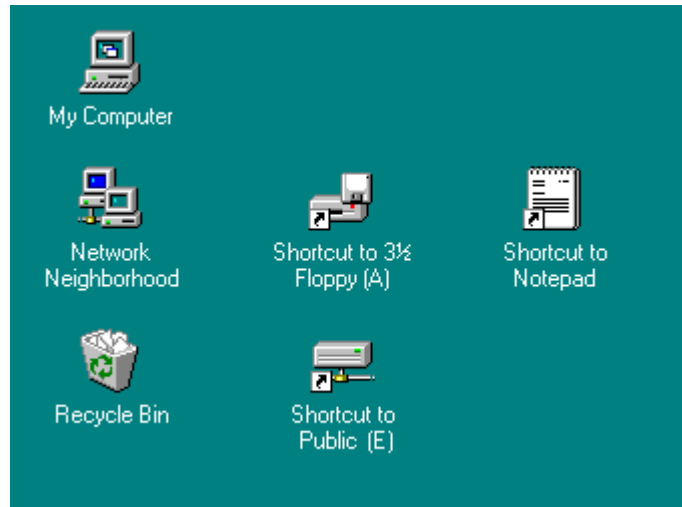 My Computer
Network
Neighborhood
Shortcut to 3½
Floppy (A)
Shortcut to
Notepad
Recycle Bin
Shortcut to
Public (E)